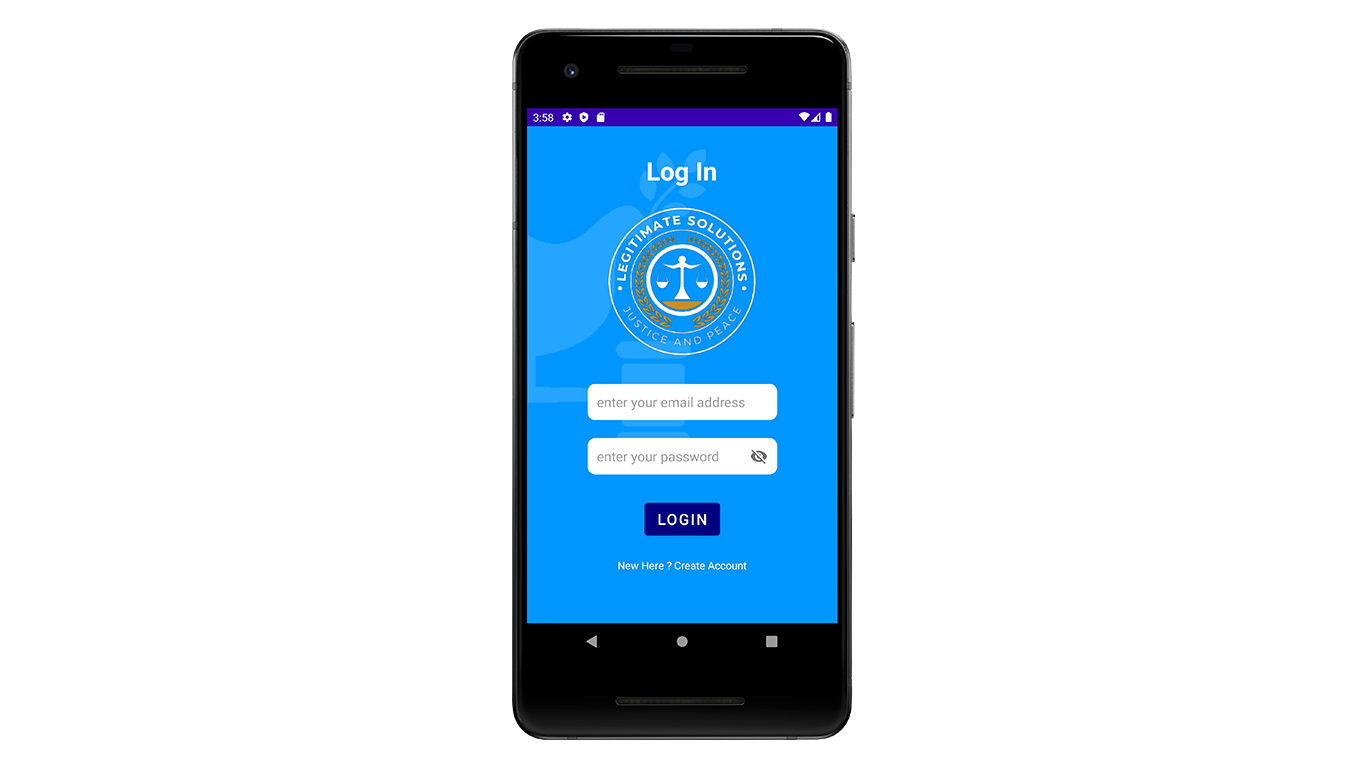 3:58
Log In
• LEGITIMATE SOLUTIONS •
JUSTICE AND PEACE
enter your email address
enter your password
LOGIN
New Here ? Create Account